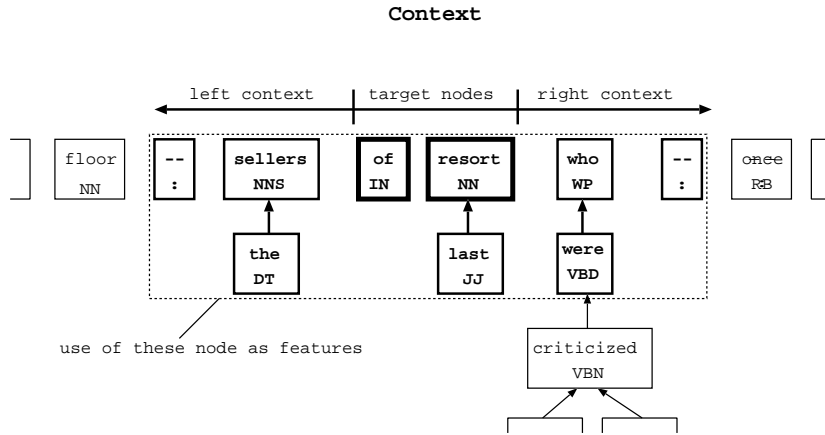 Context
left context target nodes right context
floor -- sellers of resort who -- once
NN : NNS IN NN WP : RB
the last were
DT JJ VBD
use of these node as features criticized
VBN